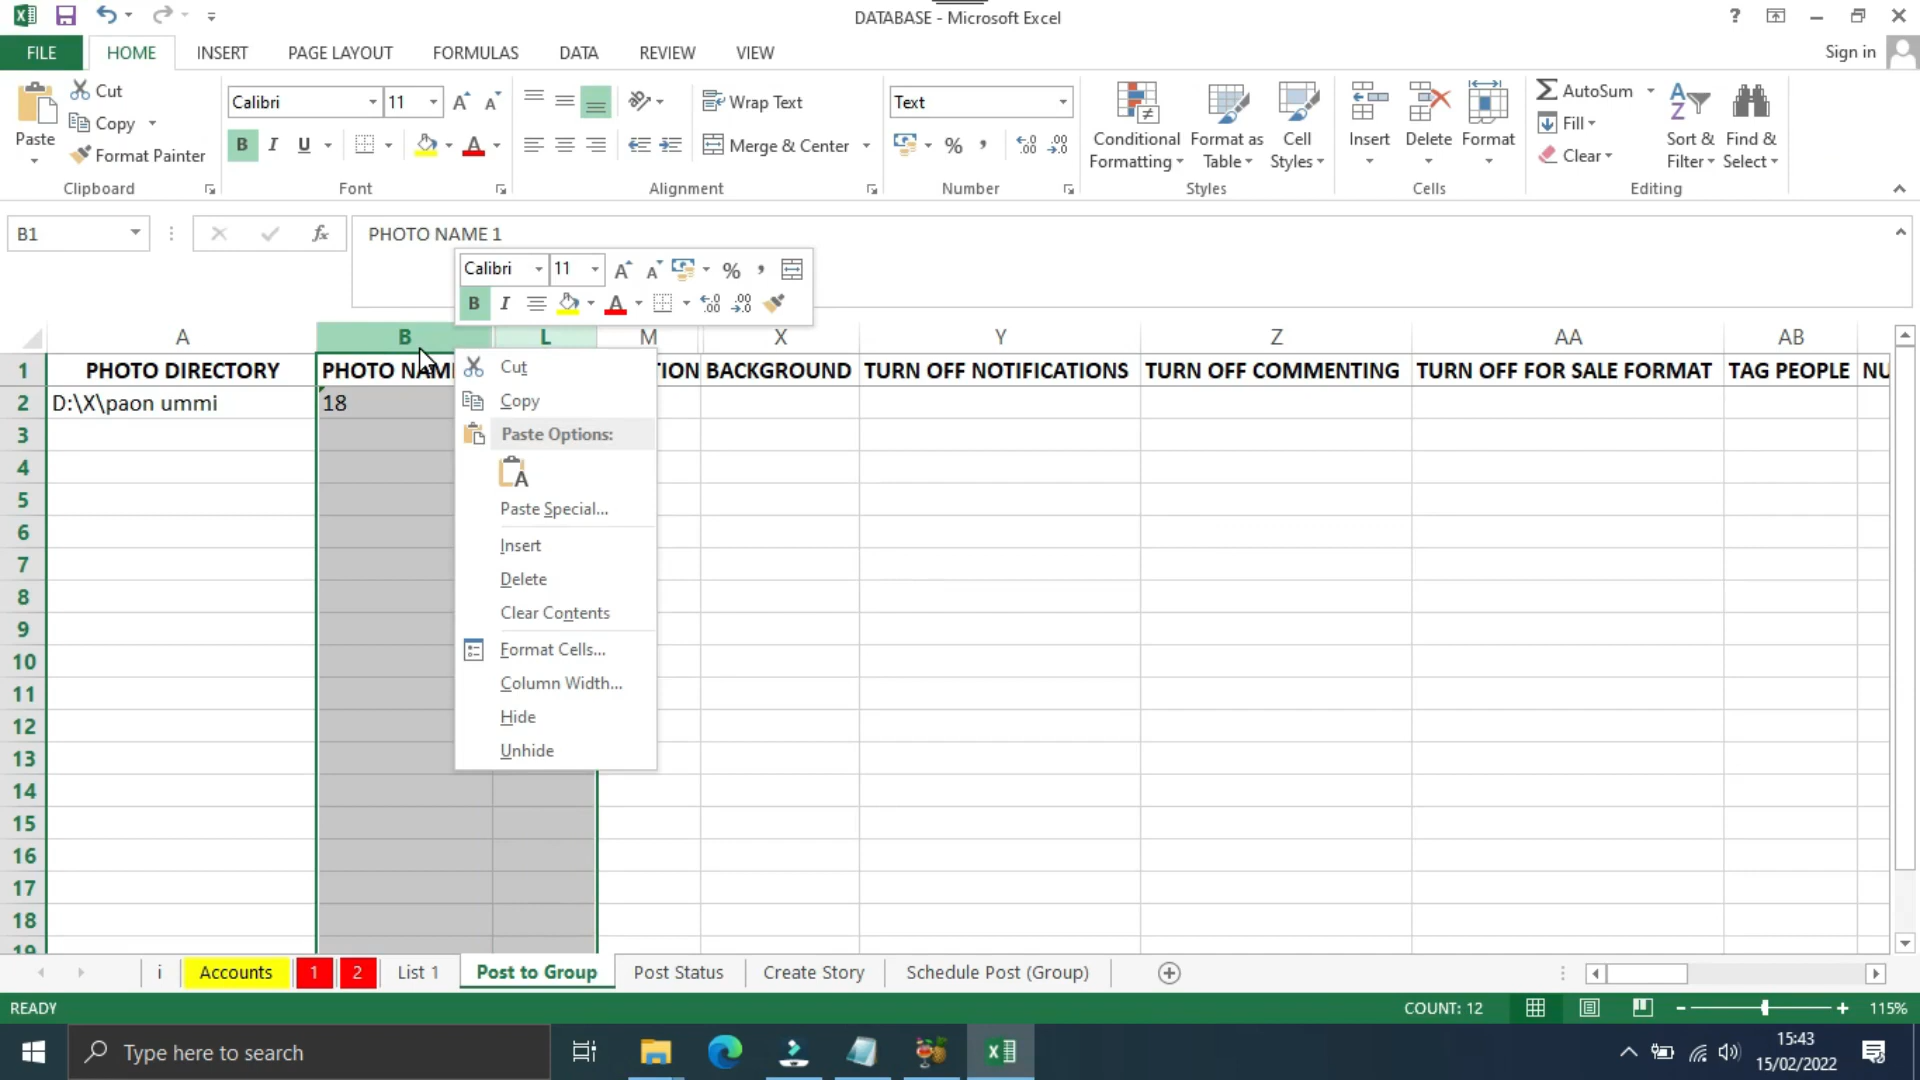 DATABASE - Microsoft Excel
?
FILE HOME INSERT PAGE LAYOUT FORMULAS DATA REVIEW VIEW Sign in
Paste
Cut
Copy
Format Painter
Clipboard
Calibri 11
B I U A
Font
Wrap Text
Merge & Center
Alignment
Text
% ,
Number
Conditional Formatting
Format as Table
Cell Styles
Styles
Insert
Delete
Format
Cells
AutoSum
Fill
Clear
Sort & Filter
Find & Select
Editing
B1 fx PHOTO NAME 1
Calibri 11 A A % ,
B I A
A B L M X Y Z AA AB
1 PHOTO DIRECTORY BACKGROUND TURN OFF NOTIFICATIONS TURN OFF COMMENTING TURN OFF FOR SALE FORMAT TAG PEOPLE
2 D:\X\paon ummi 18
3
4
5
6
7
8
9
10
11
12
13
14
15
16
17
18
19
Cut
Copy
Paste Options:
A
Paste Special...
Insert
Delete
Clear Contents
Format Cells...
Column Width...
Hide
Unhide
i Accounts 1 2 List 1 Post to Group Post Status Create Story Schedule Post (Group)
READY COUNT: 12 115%
Type here to search
15:43
15/02/2022